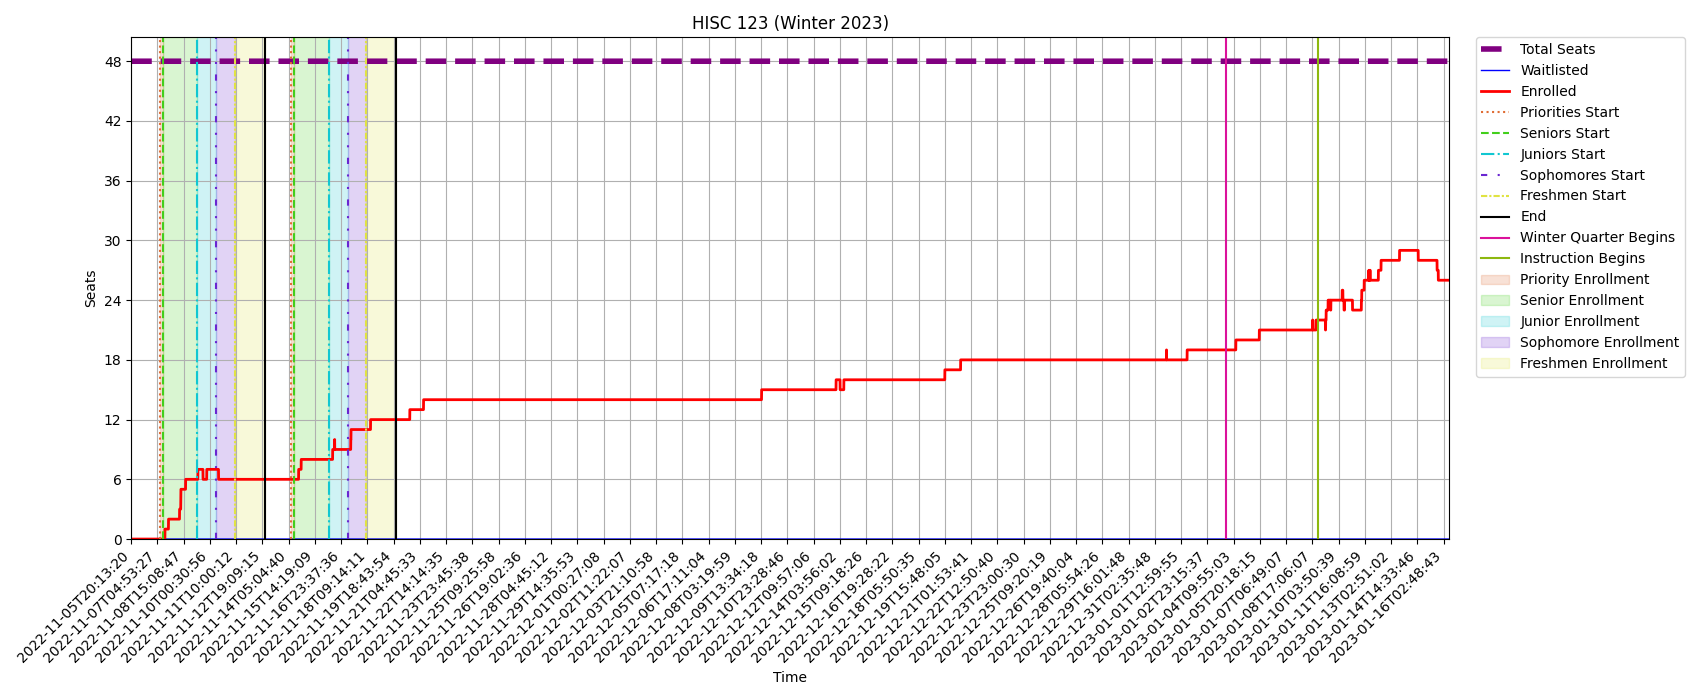 HISC 123 (Winter 2023)
Seats
48
42
36
30
24
18
12
6
0
2022-11-05T20:13:20
2022-11-07T04:53:27
2022-11-08T15:08:47
2022-11-10T00:30:56
2022-11-11T10:00:12
2022-11-12T19:09:15
2022-11-14T05:04:40
2022-11-15T14:19:09
2022-11-16T23:37:36
2022-11-18T09:14:11
2022-11-19T18:43:54
2022-11-21T04:45:33
2022-11-22T14:14:35
2022-11-23T23:45:38
2022-11-25T09:25:58
2022-11-26T19:02:36
2022-11-28T04:45:12
2022-11-29T14:35:53
2022-12-01T00:27:08
2022-12-02T11:22:07
2022-12-03T21:10:58
2022-12-05T07:17:18
2022-12-06T17:11:04
2022-12-08T03:19:59
2022-12-09T13:34:18
2022-12-10T23:28:46
2022-12-12T09:57:06
2022-12-14T03:56:02
2022-12-15T09:18:26
2022-12-16T19:28:22
2022-12-18T05:50:35
2022-12-19T15:48:05
2022-12-21T01:53:41
2022-12-22T12:50:40
2022-12-23T23:00:30
2022-12-25T09:20:19
2022-12-26T19:40:04
2022-12-28T05:54:26
2022-12-29T16:01:48
2022-12-31T02:35:48
2023-01-01T12:59:55
2023-01-02T23:15:37
2023-01-04T09:55:03
2023-01-05T20:18:15
2023-01-07T06:49:07
2023-01-08T17:06:07
2023-01-10T03:50:39
2023-01-11T16:08:59
2023-01-13T02:51:02
2023-01-14T14:33:46
2023-01-16T02:48:43
Time
Total Seats
Waitlisted
Enrolled
Priorities Start
Seniors Start
Juniors Start
Sophomores Start
Freshmen Start
End
Winter Quarter Begins
Instruction Begins
Priority Enrollment
Senior Enrollment
Junior Enrollment
Sophomore Enrollment
Freshmen Enrollment